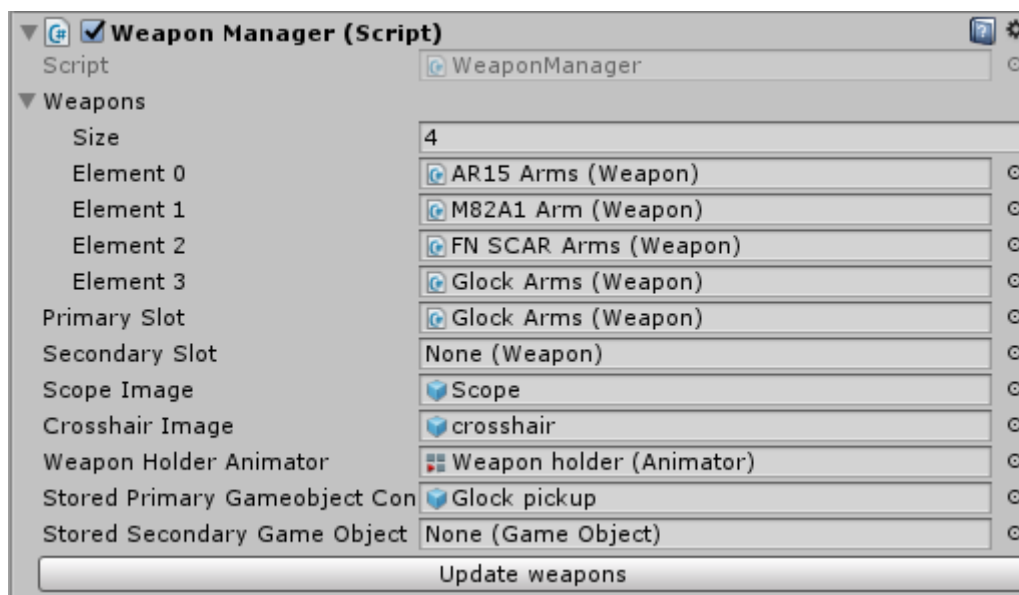 Weapon Manager (Script)
Script WeaponManager
Weapons
Size 4
Element 0 AR15 Arms (Weapon)
Element 1 M82A1 Arm (Weapon)
Element 2 FN SCAR Arms (Weapon)
Element 3 Glock Arms (Weapon)
Primary Slot Glock Arms (Weapon)
Secondary Slot None (Weapon)
Scope Image Scope
Crosshair Image crosshair
Weapon Holder Animator Weapon holder (Animator)
Stored Primary Gameobject Con Glock pickup
Stored Secondary Game Object None (Game Object)
Update weapons